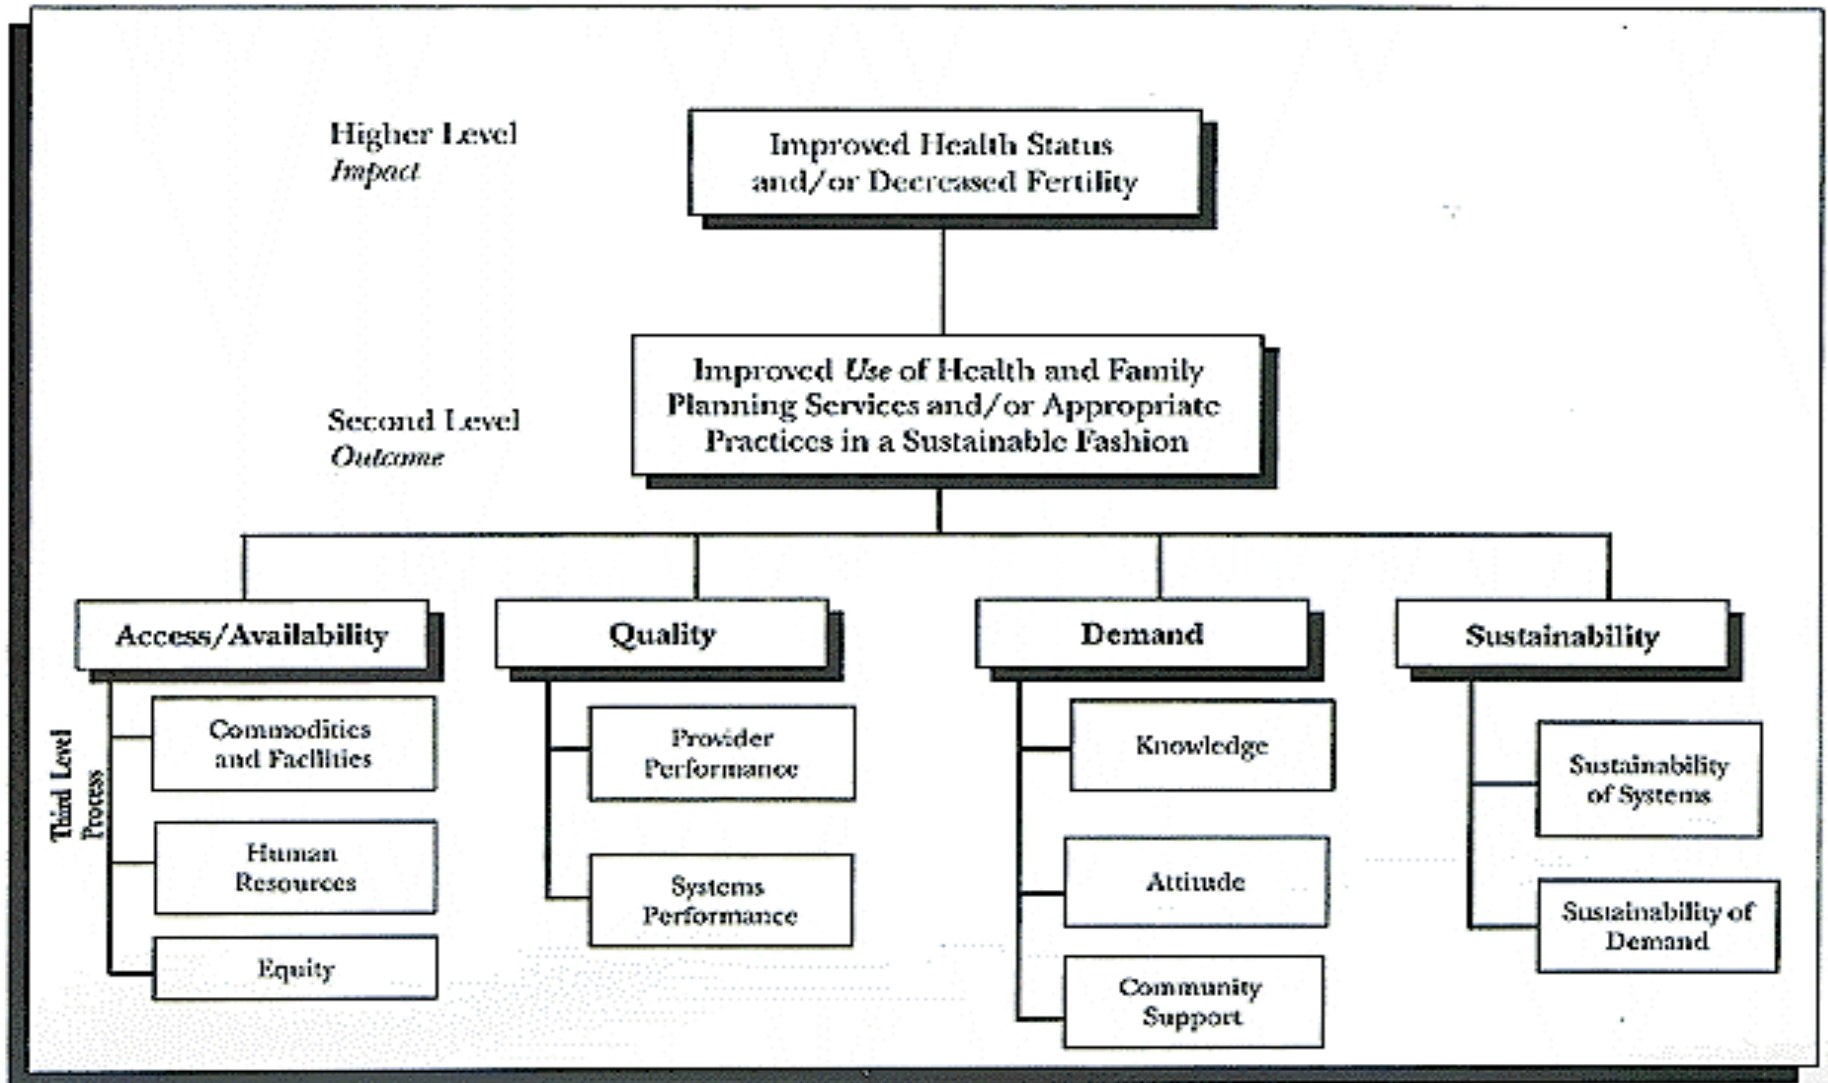 Higher Level
Impact
Improved Health Status
and/or Decreased Fertility
Second Level
Outcome
Improved Use of Health and Family
Planning Services and/or Appropriate
Practices in a Sustainable Fashion
Access/Availability
Quality
Demand
Sustainability
Third Level
Process
Commodities
and Facilities
Human
Resources
Equity
Provider
Performance
Systems
Performance
Knowledge
Attitude
Community
Support
Sustainability
of Systems
Sustainability of
Demand